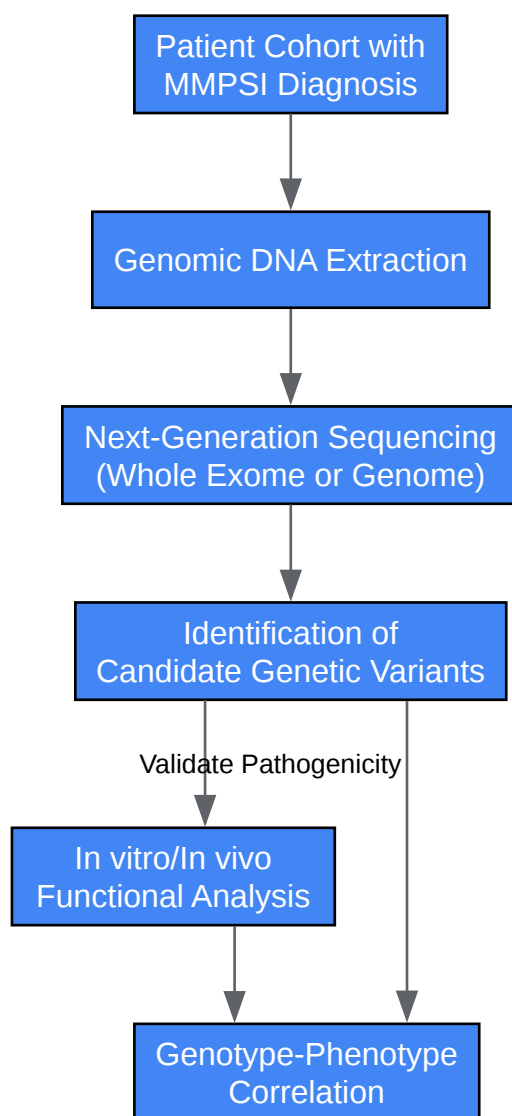 Patient Cohort with
MMPSI Diagnosis
Genomic DNA Extraction
Next-Generation Sequencing
(Whole Exome or Genome)
Identification of
Candidate Genetic Variants
Validate Pathogenicity
In vitro/In vivo
Functional Analysis
Genotype-Phenotype
Correlation